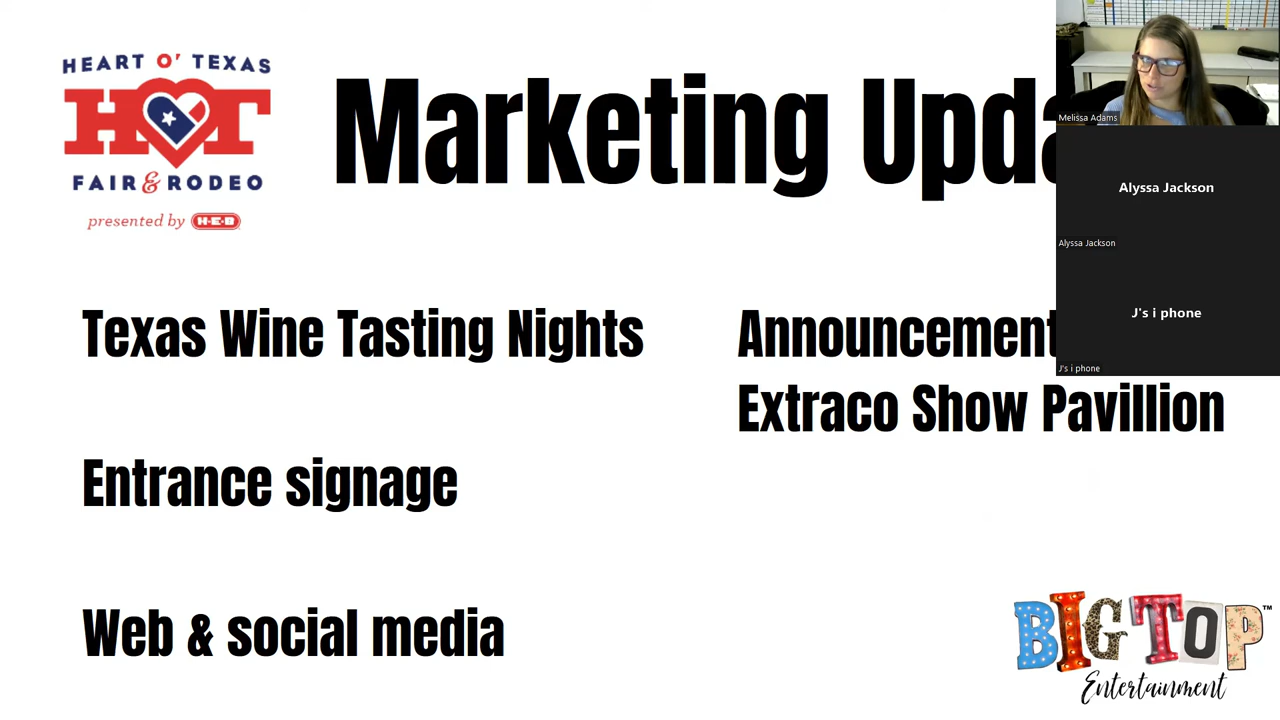 HEART O' TEXAS
HOT
FAIR & RODEO
presented by H-E-B
Marketing Upda
Melissa Adams
Alyssa Jackson
Alyssa Jackson
J's i phone
J's i phone
Texas Wine Tasting Nights
Entrance signage
Web & social media
Announcement
Extraco Show Pavillion
BIG TOP™
Entertainment